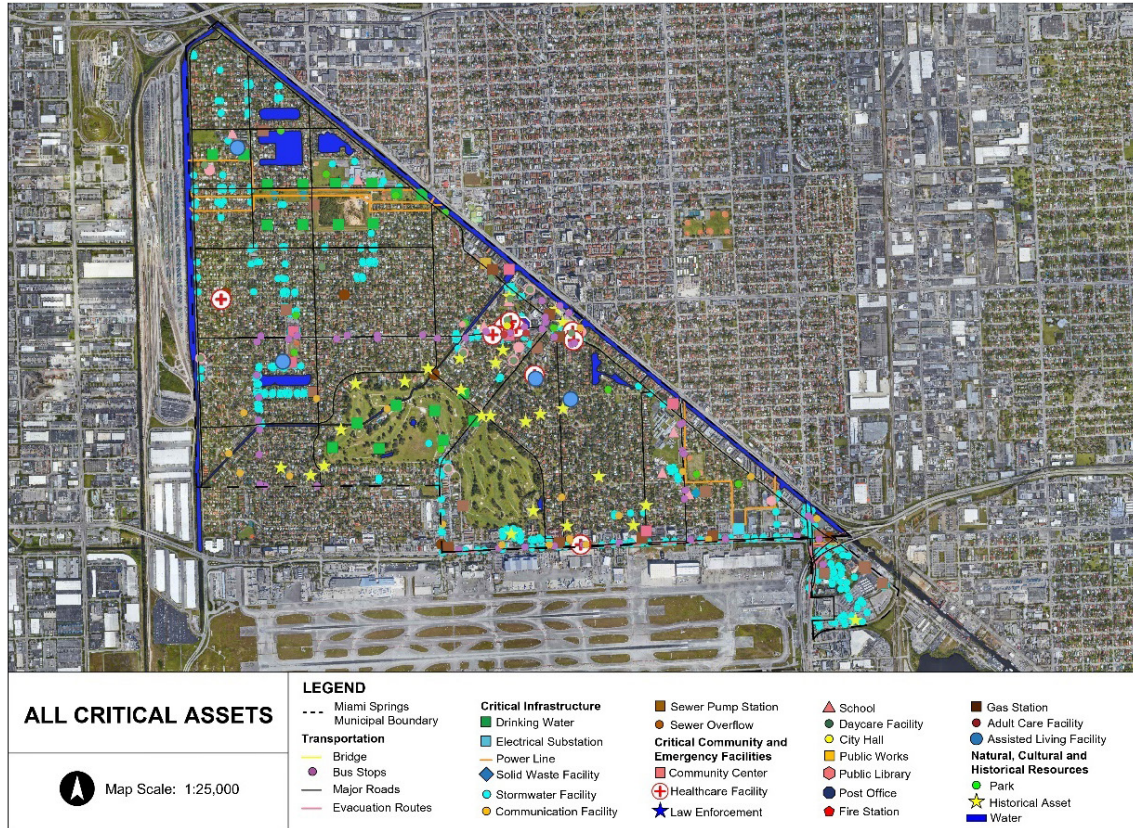 ALL CRITICAL ASSETS
Map Scale: 1:25,000
LEGEND
Miami Springs
Municipal Boundary
Transportation
Bridge
Bus Stops
Major Roads
Evacuation Routes
Critical Infrastructure
Drinking Water
Electrical Substation
Power Line
Solid Waste Facility
Stormwater Facility
Communication Facility
Sewer Pump Station
Sewer Overflow
Critical Community and
Emergency Facilities
Community Center
Healthcare Facility
Law Enforcement
School
Daycare Facility
City Hall
Public Works
Public Library
Post Office
Fire Station
Gas Station
Adult Care Facility
Assisted Living Facility
Natural, Cultural and
Historical Resources
Park
Historical Asset
Water